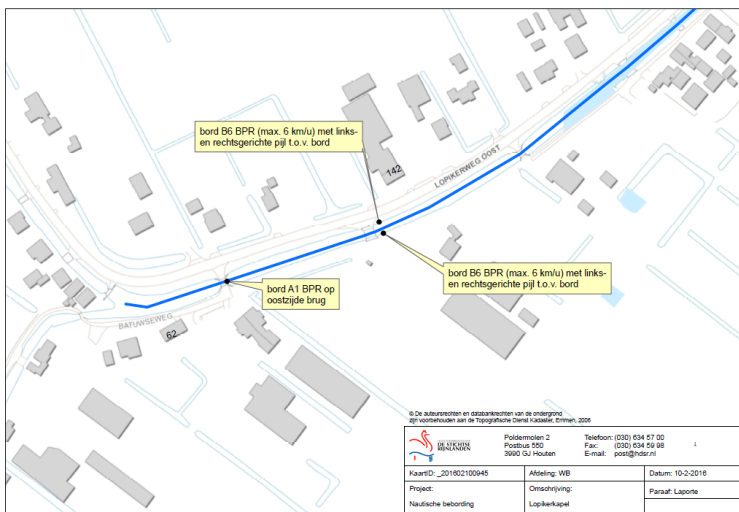 bord B6 BPR (max. 6 km/u) met links-
en rechtsgerichte pijl t.o.v. bord
142
LOPIKERWEG OOST
bord B6 BPR (max. 6 km/u) met links-
en rechtsgerichte pijl t.o.v. bord
bord A1 BPR op
oostzijde brug
BATUWSEWEG
62
© De auteursrechten en databankrechten van de ondergrond
zijn voorbehouden aan de Topografische Dienst Kadaster, Emmen, 2006
DE STICHTSE
RIJNLANDEN
Poldermolen 2
Postbus 550
3990 GJ Houten
Telefoon: (030) 634 57 00
Fax: (030) 634 59 98
E-mail: post@hdsr.nl
1
KaartID: _201602100945
Afdeling: WB
Datum: 10-2-2016
Project:
Nautische bebording
Omschrijving:
Lopikerkapel
Paraaf: Laporte